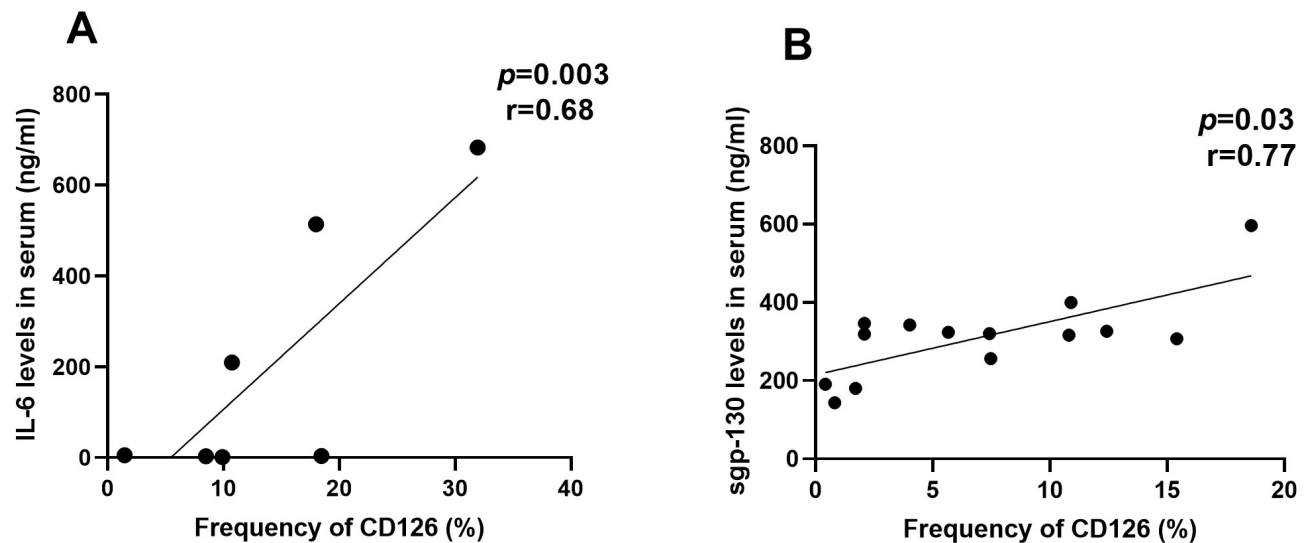 A
p=0.003
r=0.68
IL-6 levels in serum (ng/ml)
800
600
400
200
0
0 10 20 30 40
Frequency of CD126 (%)
B
p=0.03
r=0.77
sgp-130 levels in serum (ng/ml)
800
600
400
200
0
0 5 10 15 20
Frequency of CD126 (%)